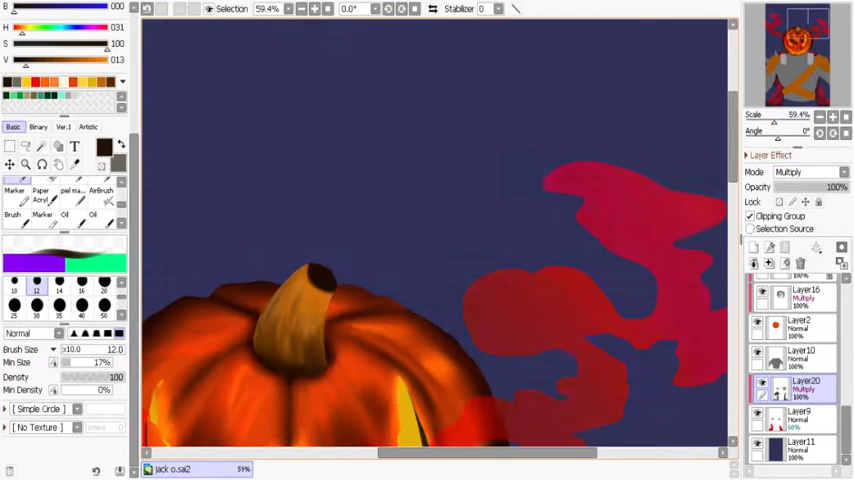 B 000
H 031
S 100
V 013
Selection 59.4% 0.0° Stabilizer 0
Basic Binary Ver.1 Artistic
T
Marker Paper Acryl... piel ma... AirBrush
Brush Marker Oil Oil
10 12 14 16 20
25 30 35 40 50
Normal
Brush Size x10.0 12.0
Min Size 17%
Density 100
Min Density 0%
[ Simple Circle ]
[ No Texture ]
jack o.sai2 59%
Scale 59.4%
Angle 0°
Layer Effect
Mode Multiply
Opacity 100%
Lock
Clipping Group
Selection Source
Layer16
Multiply
100%
Layer2
Normal
100%
Layer10
Normal
100%
Layer20
Multiply
100%
Layer9
Normal
60%
Layer11
Normal
100%